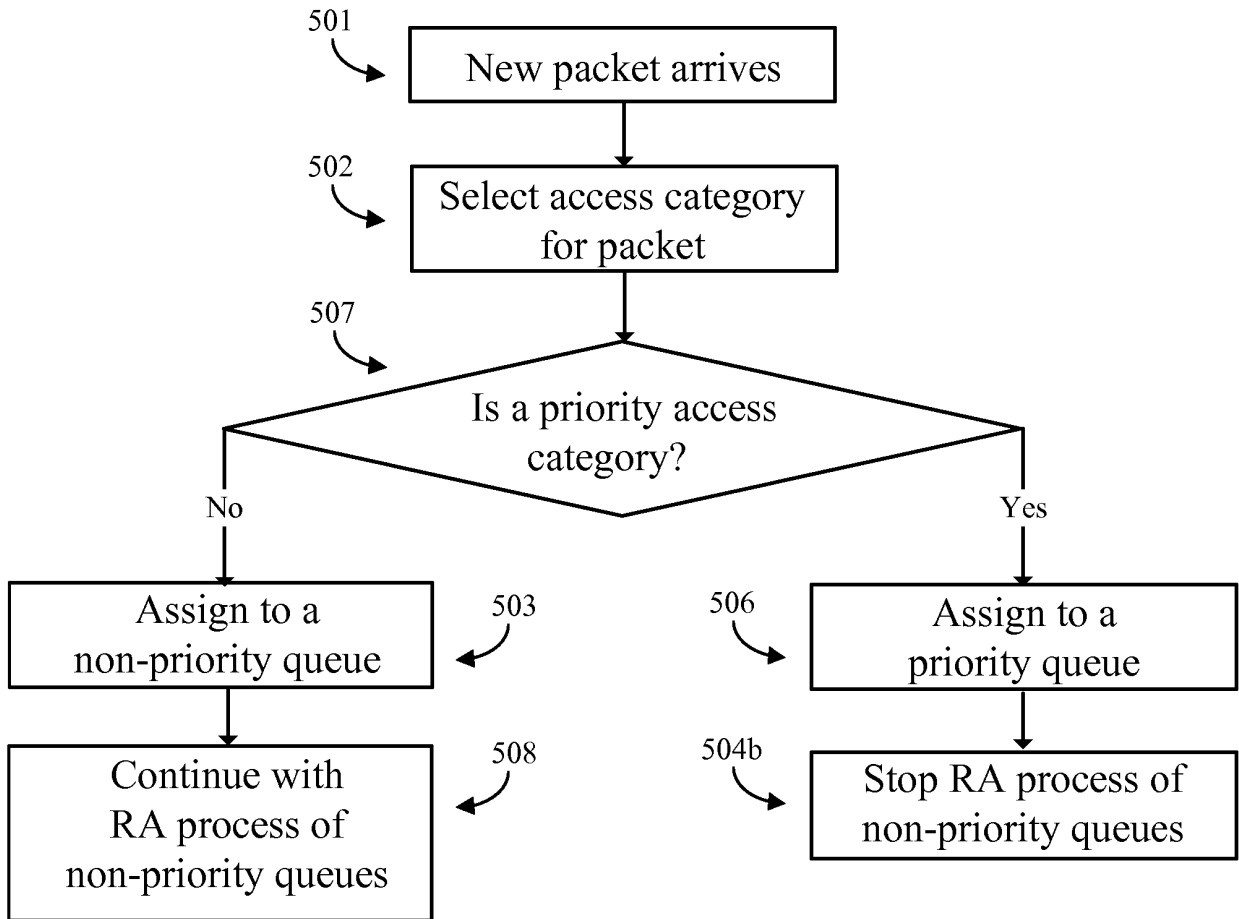 501
New packet arrives
502
Select access category
for packet
507
Is a priority access
category?
No
Yes
Assign to a
non-priority queue
503
506
Assign to a
priority queue
Continue with
RA process of
non-priority queues
508
504b
Stop RA process of
non-priority queues